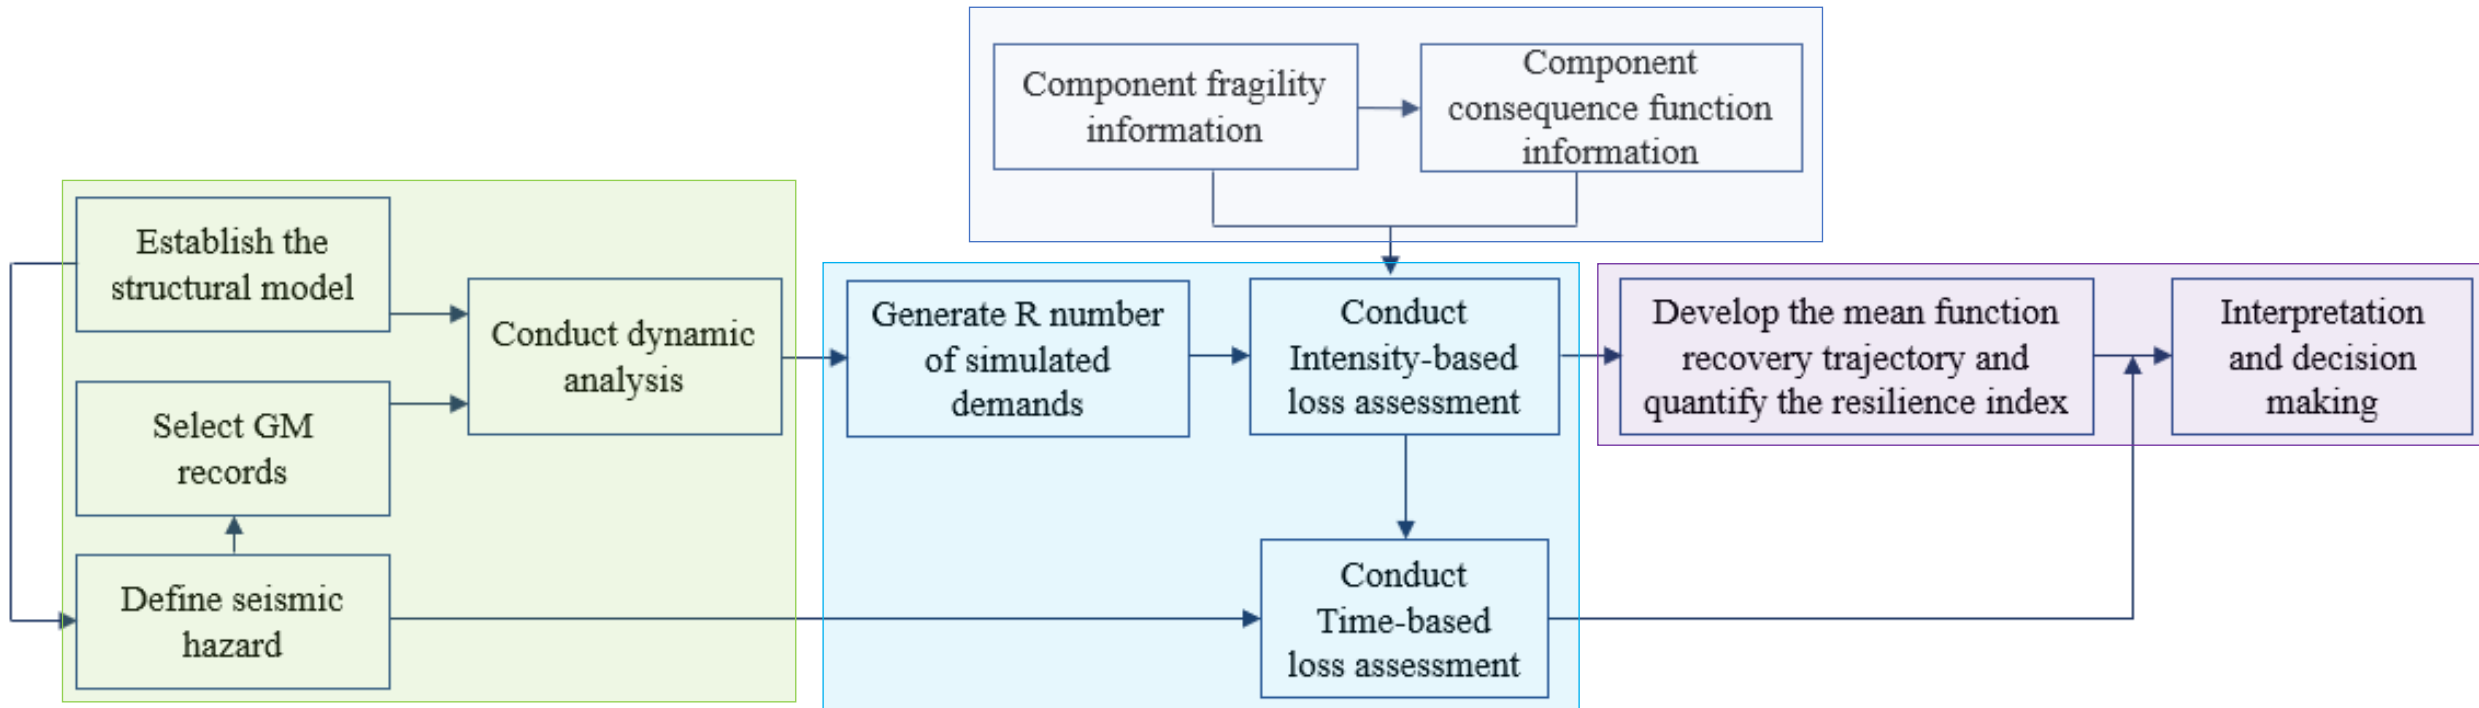 Component fragility
information
Component
consequence function
information
Establish the
structural model
Select GM
records
Define seismic
hazard
Conduct dynamic
analysis
Generate R number
of simulated
demands
Conduct
Intensity-based
loss assessment
Conduct
Time-based
loss assessment
Develop the mean function
recovery trajectory and
quantify the resilience index
Interpretation
and decision
making